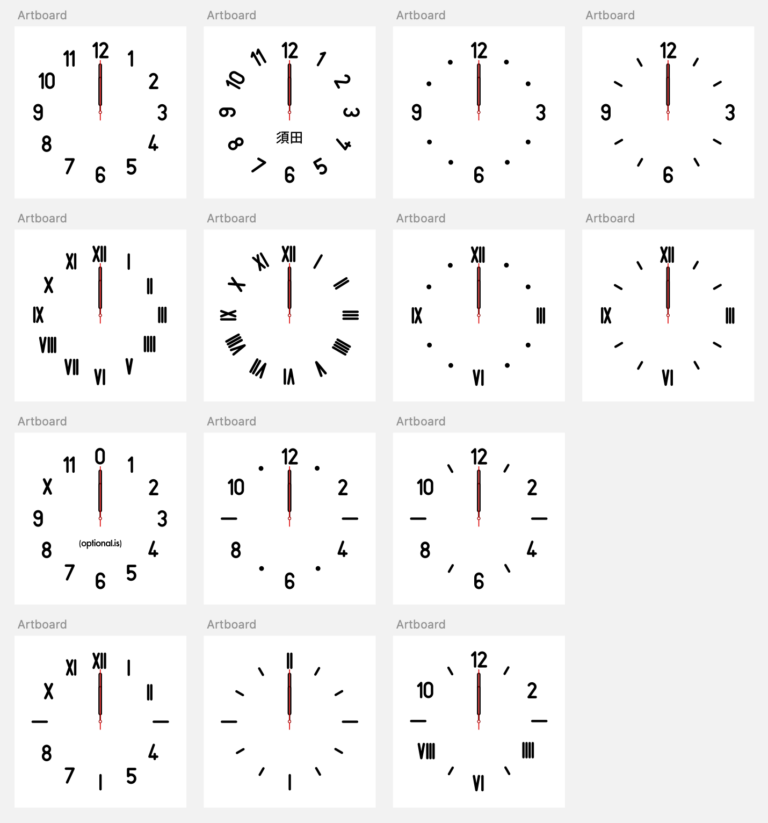 Artboard Artboard Artboard Artboard
12 1 2 3 4 5 6 7 8 9 10 11
12 1 2 3 4 5 6 7 8 9 10 11
須田
12 3 6 9
12 3 6 9
Artboard Artboard Artboard Artboard
XII I II III IIII V VI VII VIII IX X XI
XII I II III IIII V VI VII VIII IX X XI
XII III VI IX
XII III VI IX
Artboard Artboard Artboard
0 1 2 3 4 5 6 7 8 9 X 11
(optional.is)
12 2 4 6 8 10
12 2 4 6 8 10
Artboard Artboard Artboard
XII I II 4 5 I 7 8 X XI
II I
12 2 IIII VI VIII 10